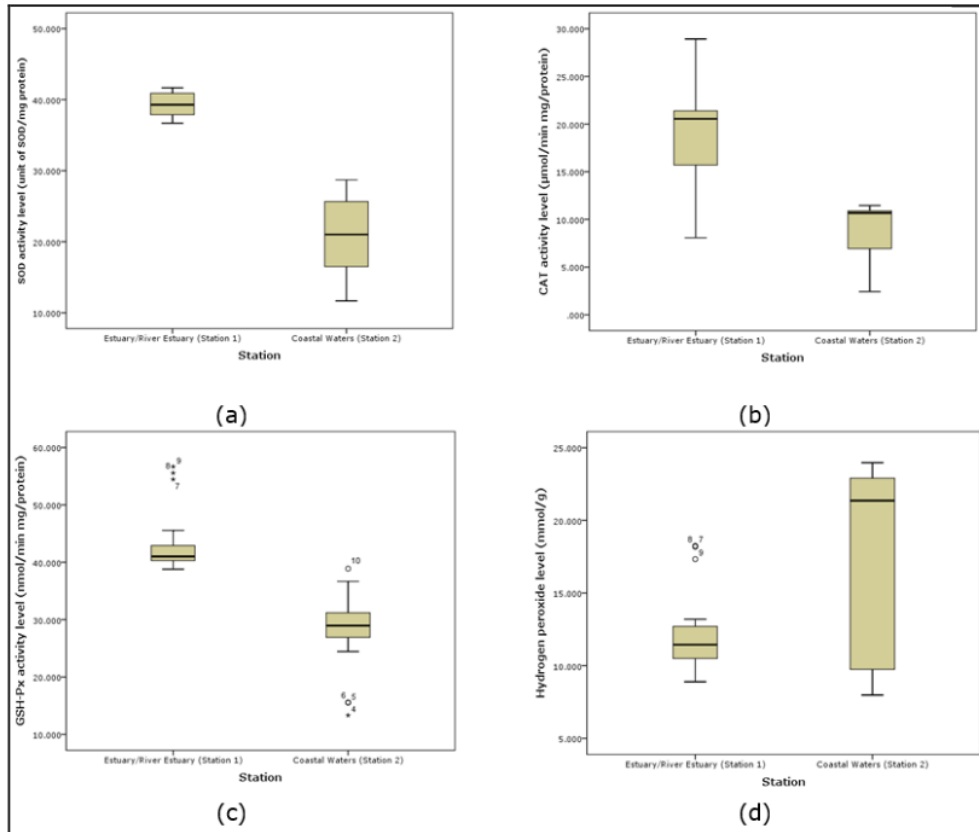 50.000
40.000
30.000
20.000
10.000
SOD activity level (unit of SOD/mg protein)
Estuary/River Estuary (Station 1)
Coastal Waters (Station 2)
Station
(a)
30.000
25.000
20.000
15.000
10.000
5.000
.000
CAT activity level (μmol/min mg/protein)
Estuary/River Estuary (Station 1)
Coastal Waters (Station 2)
Station
(b)
60.000
50.000
40.000
30.000
20.000
10.000
GSH-Px activity level (nmol/min mg/protein)
8 9
7
10
6 5
4
Estuary/River Estuary (Station 1)
Coastal Waters (Station 2)
Station
(c)
25.000
20.000
15.000
10.000
5.000
Hydrogen peroxide level (mmol/g)
8 7
9
Estuary/River Estuary (Station 1)
Coastal Waters (Station 2)
Station
(d)